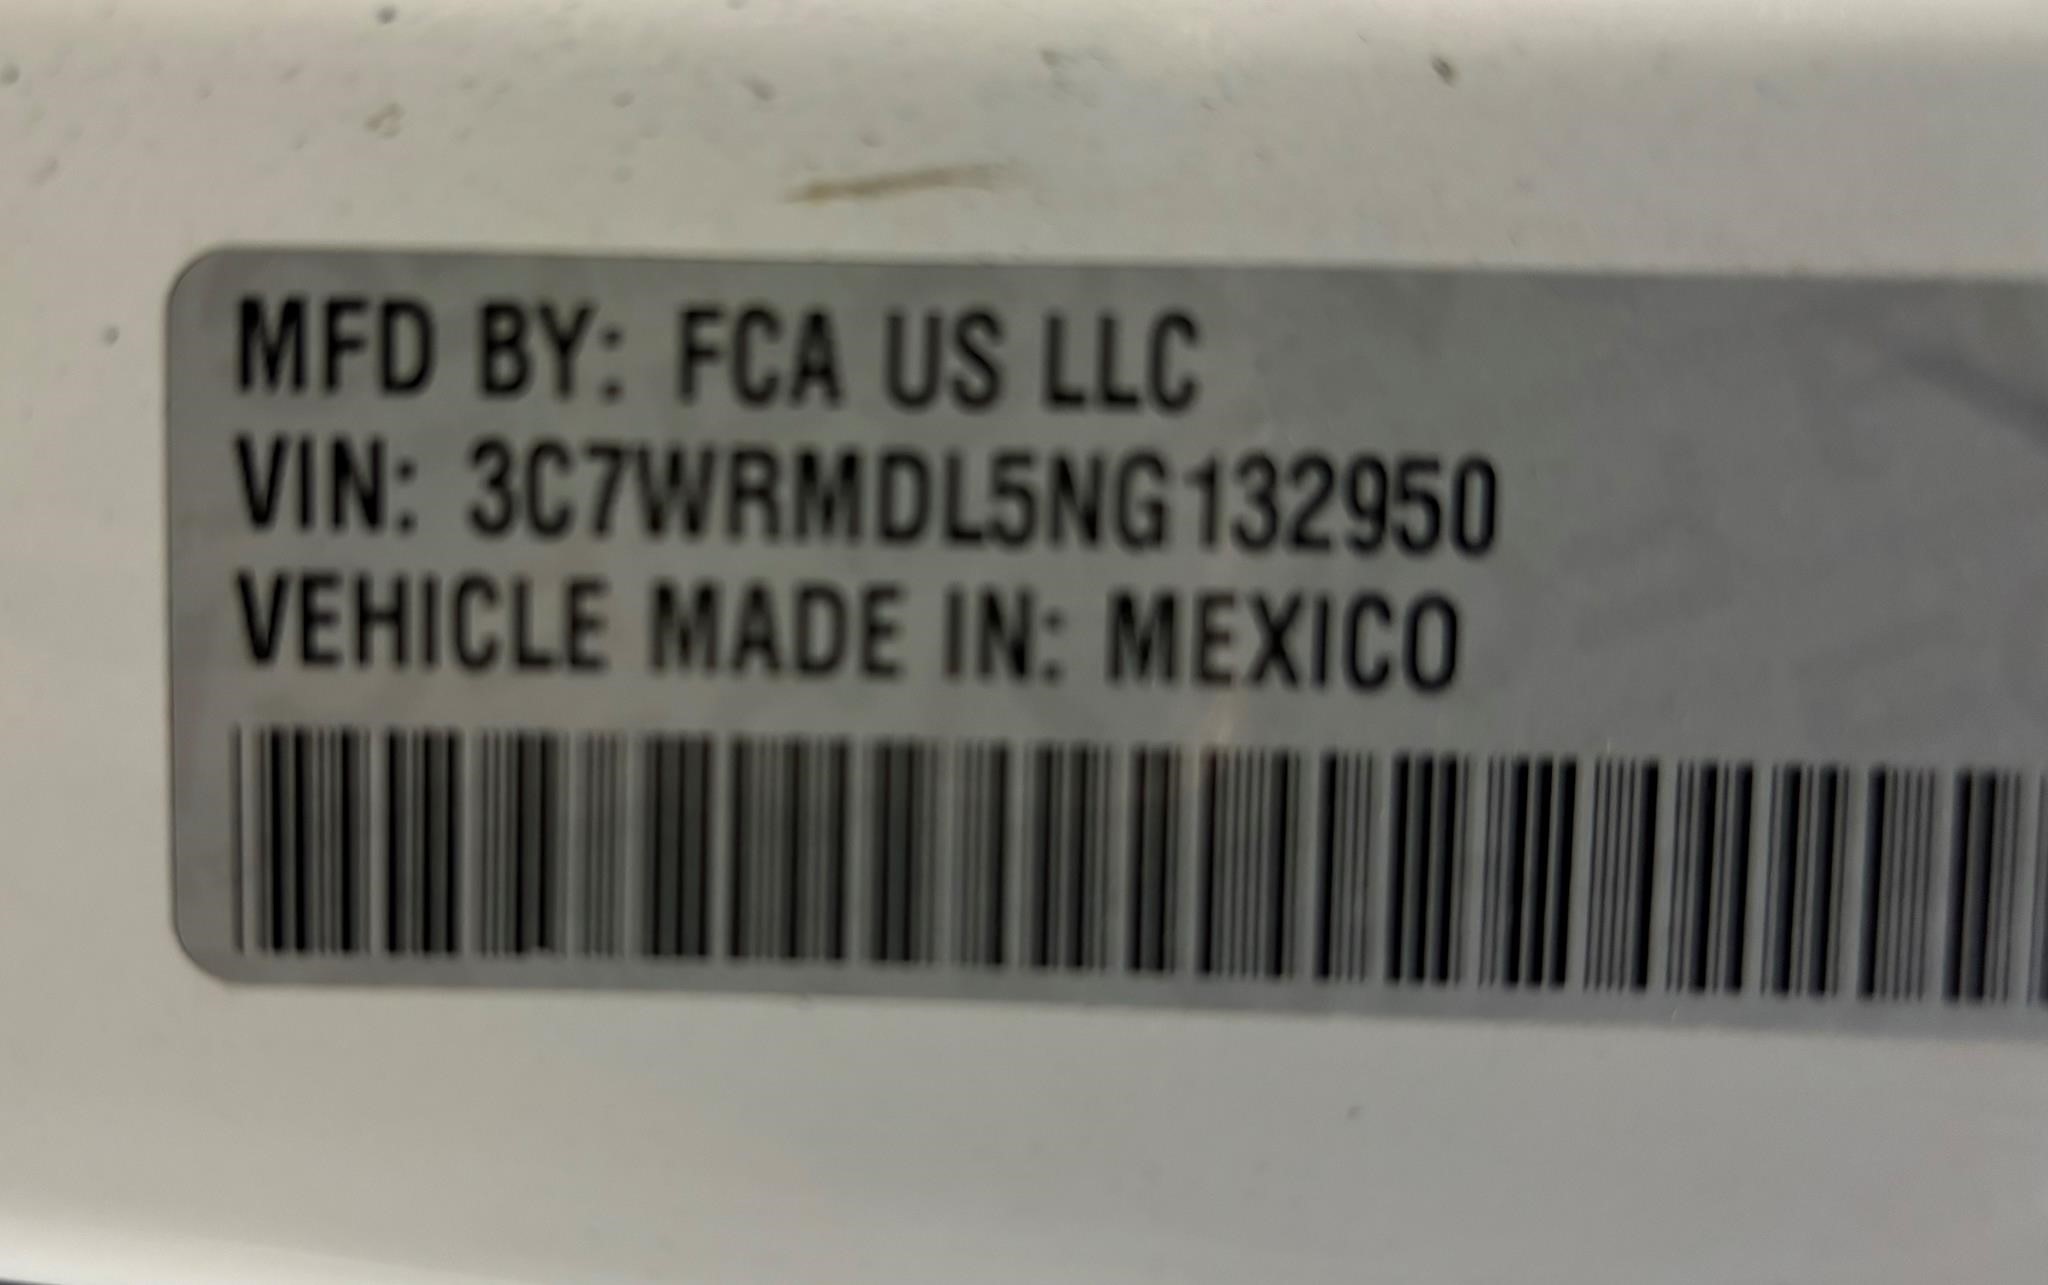 MFD BY: FCA US LLC
VIN: 3C7WRMDL5NG132950
VEHICLE MADE IN: MEXICO